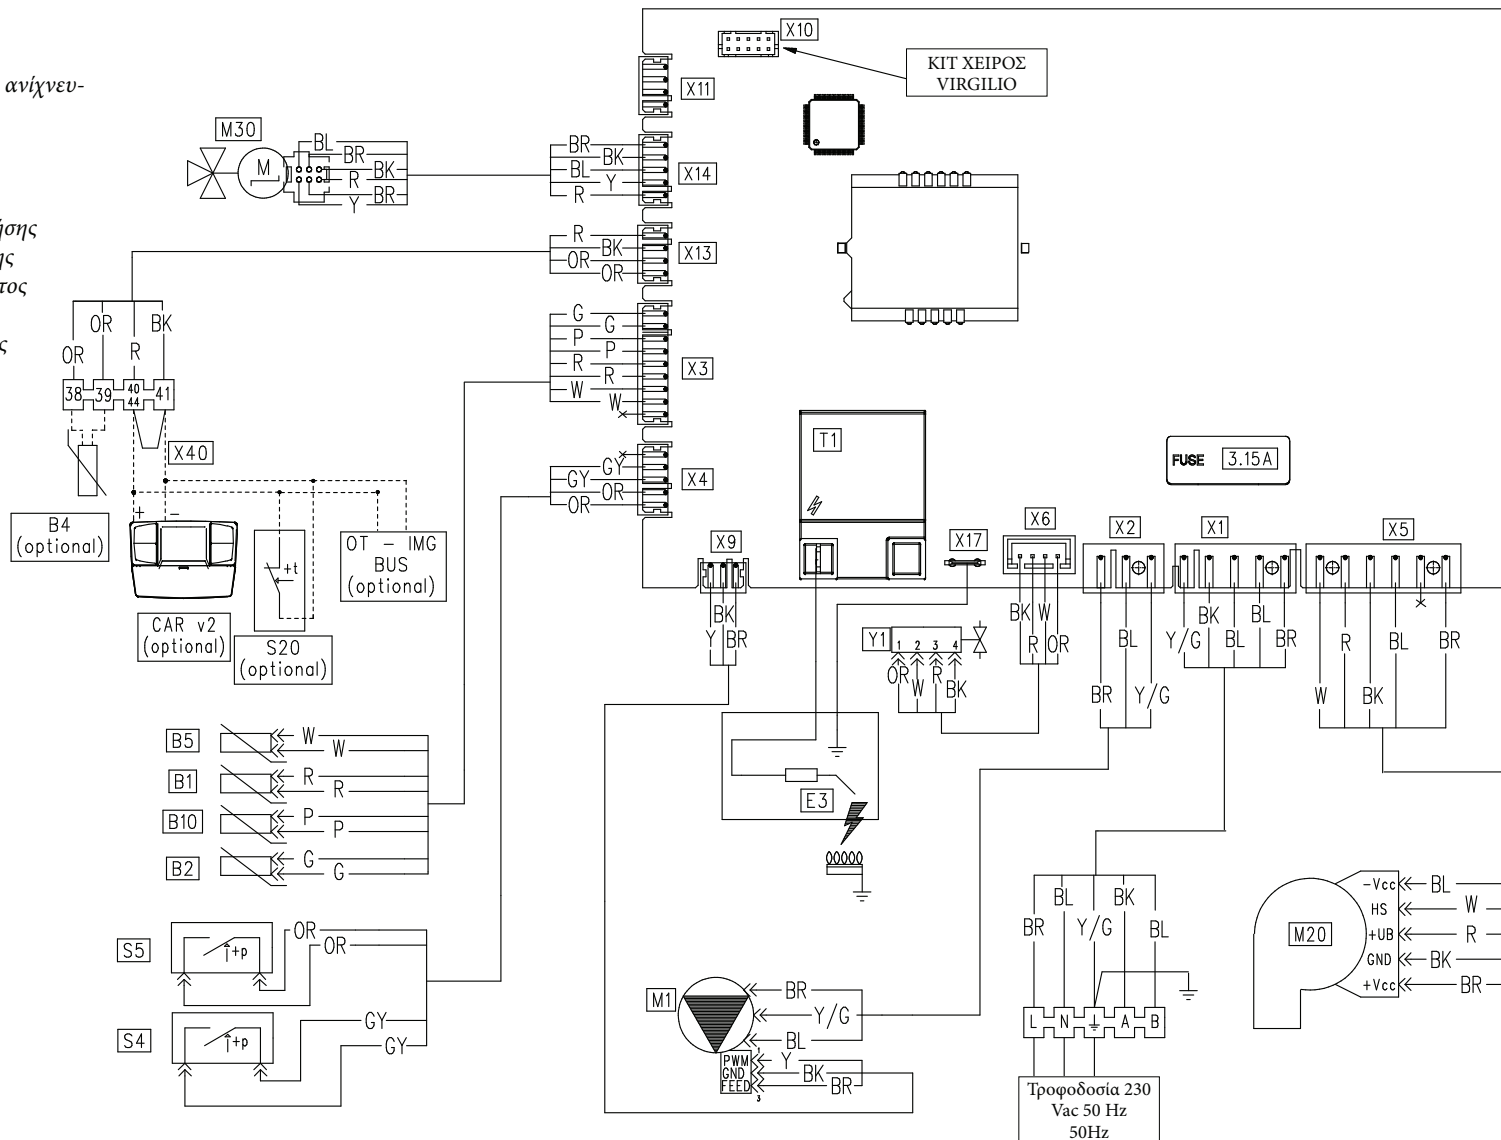 ανίχνευ-
ήσης
ης
τος
ς
X10
ΚΙΤ ΧΕΙΡΟΣ
VIRGILIO
X11
M30
M
BL
BR
BK
R
BR
Y
BR
BK
BL
Y
R
X14
R
BK
OR
OR
X13
G
G
P
P
R
R
W
W
X3
GY
GY
OR
OR
X4
OR
OR
R
BK
38
39
40
44
41
X40
B4
(optional)
+ -
CAR v2
(optional)
+t
S20
(optional)
OT - IMG
BUS
(optional)
T1
FUSE 3.15A
X9
X17
X6
X2
X1
X5
Y
BK
BR
Y1
1 2 3 4
OR
W
R
BK
BK
R
W
OR
BR
BL
Y/G
Y/G
BK
BL
BL
BR
W
R
BK
BL
BR
B5
W
W
B1
R
R
B10
P
P
B2
G
G
E3
S5
+p
OR
OR
S4
+p
GY
GY
M1
BR
Y/G
BL
PWM
GND
FEED
1
3
Y
BK
BR
BR
BL
Y/G
BK
BL
L N A B
Τροφοδοσία 230
Vac 50 Hz
50Hz
M20
-Vcc
HS
+UB
GND
+Vcc
BL
W
R
BK
BR